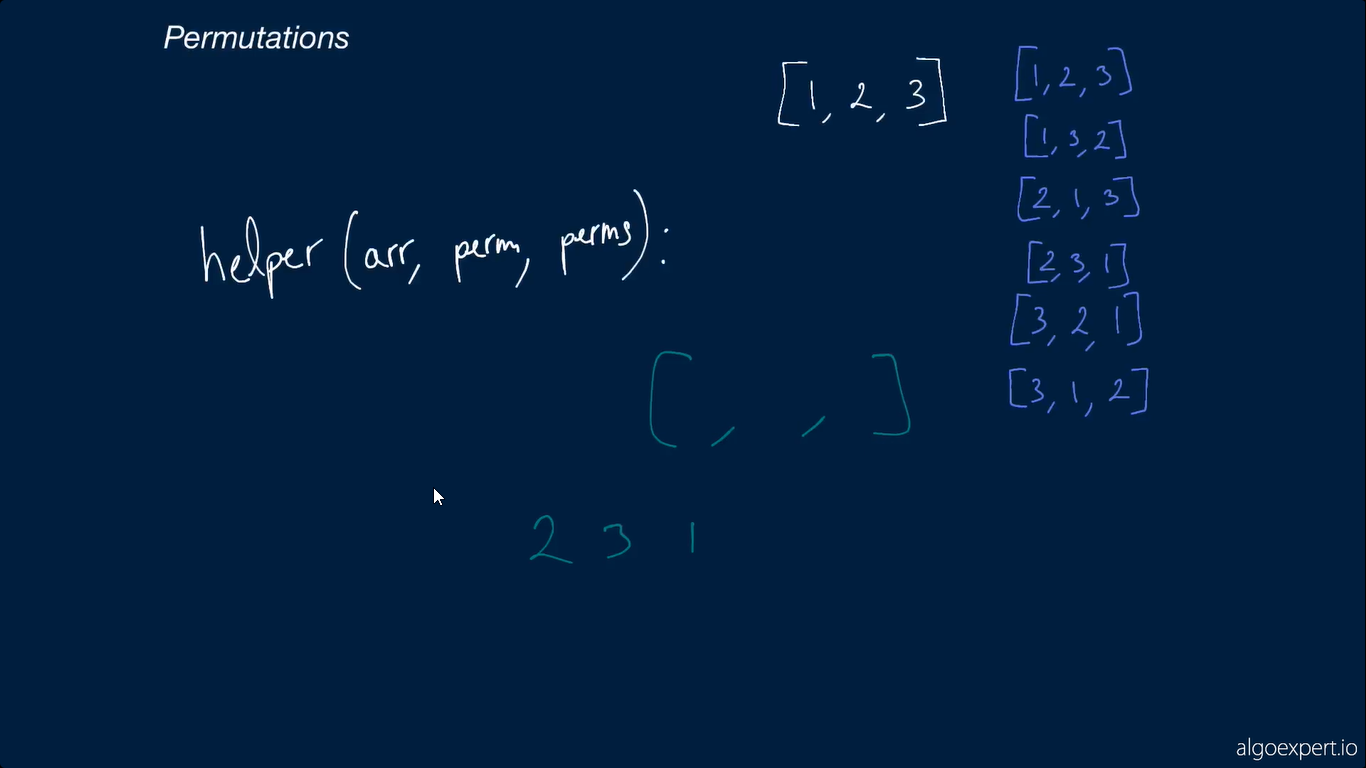 Permutations
[1, 2, 3]
[1, 2, 3]
[1, 3, 2]
[2, 1, 3]
[2, 3, 1]
[3, 2, 1]
[3, 1, 2]
helper (arr, perm, perms):
[ , , ]
2 3 1
algoexpert.io